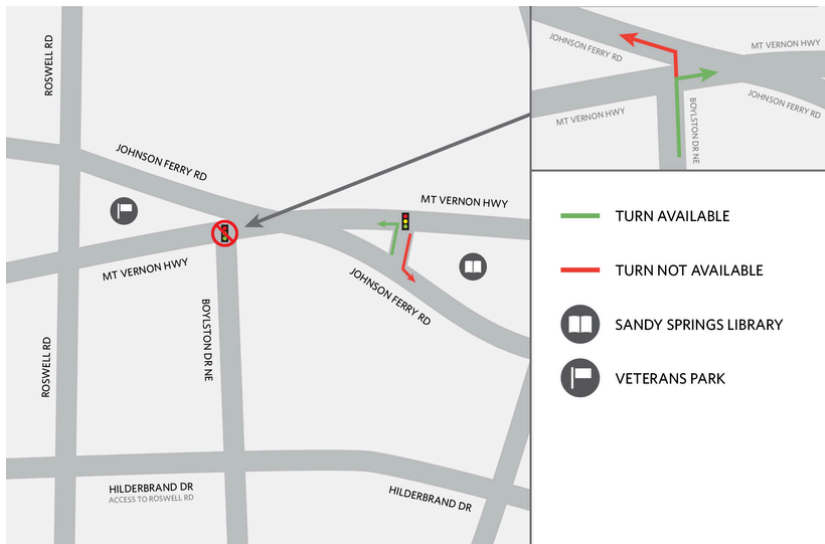 ROSWELL RD
JOHNSON FERRY RD
MT VERNON HWY
MT VERNON HWY
JOHNSON FERRY RD
BOYLSTON DR NE
ROSWELL RD
HILDERBRAND DR
ACCESS TO ROSWELL RD
HILDERBRAND DR
JOHNSON FERRY RD
MT VERNON HWY
MT VERNON HWY
JOHNSON FERRY RD
BOYLSTON DR NE
TURN AVAILABLE
TURN NOT AVAILABLE
SANDY SPRINGS LIBRARY
VETERANS PARK